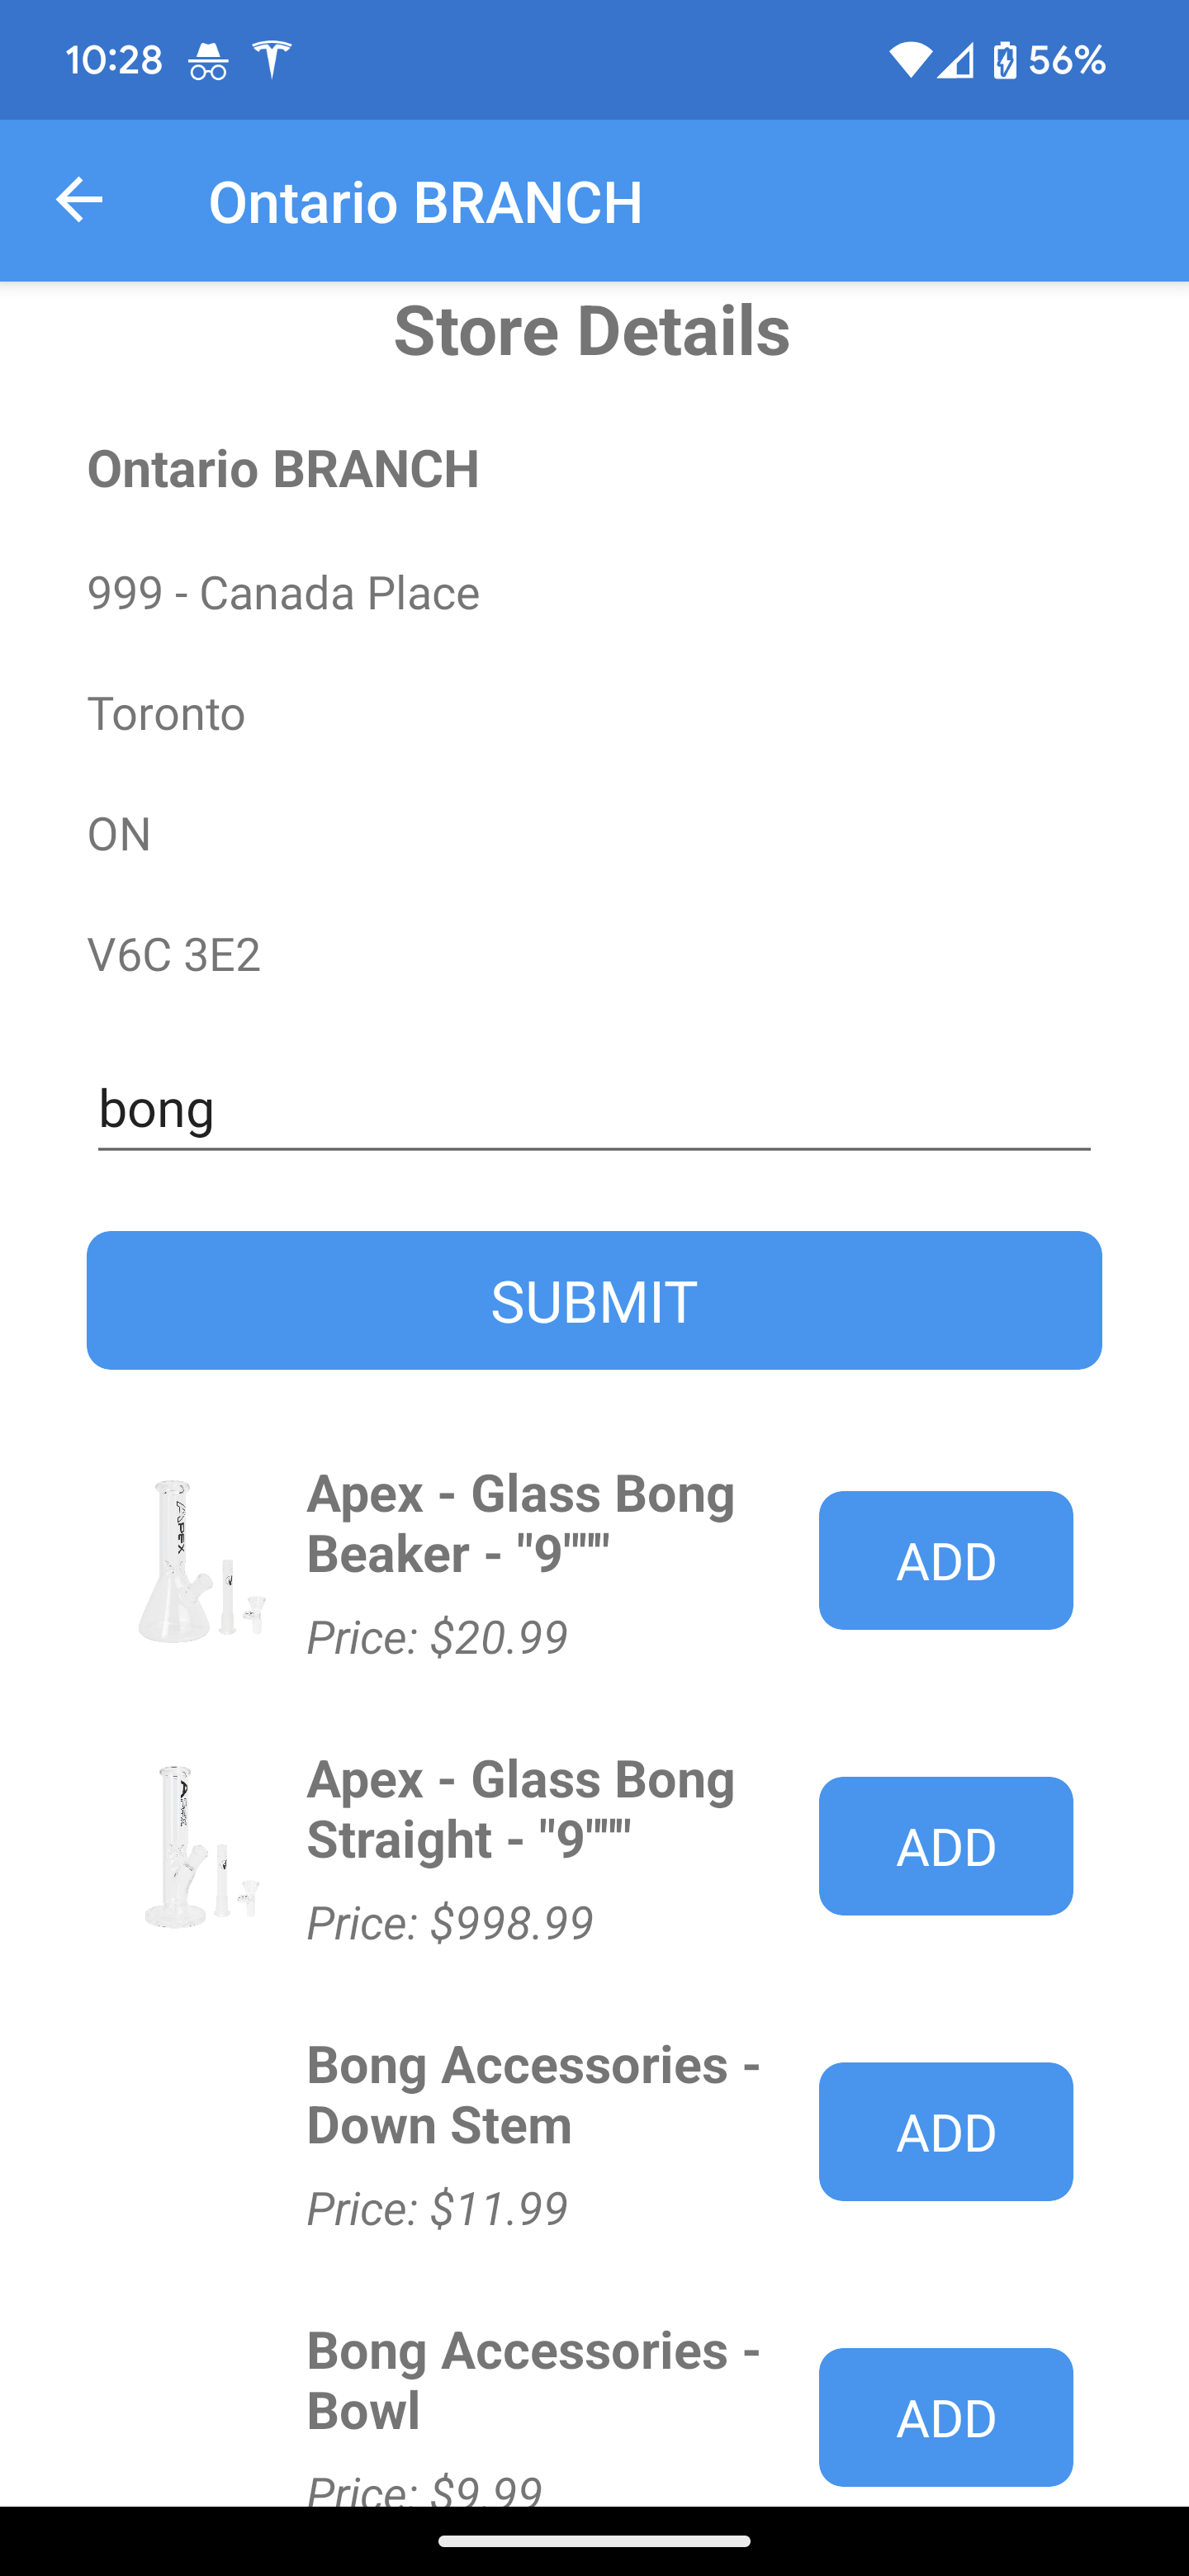 10:28 56%
Ontario BRANCH
Store Details
Ontario BRANCH
999 - Canada Place
Toronto
ON
V6C 3E2
bong
SUBMIT
Apex - Glass Bong
Beaker - "9"""
Price: $20.99
ADD
APEX
Apex - Glass Bong
Straight - "9"""
Price: $998.99
ADD
Bong Accessories -
Down Stem
Price: $11.99
ADD
Bong Accessories -
Bowl
Price: $9.99
ADD